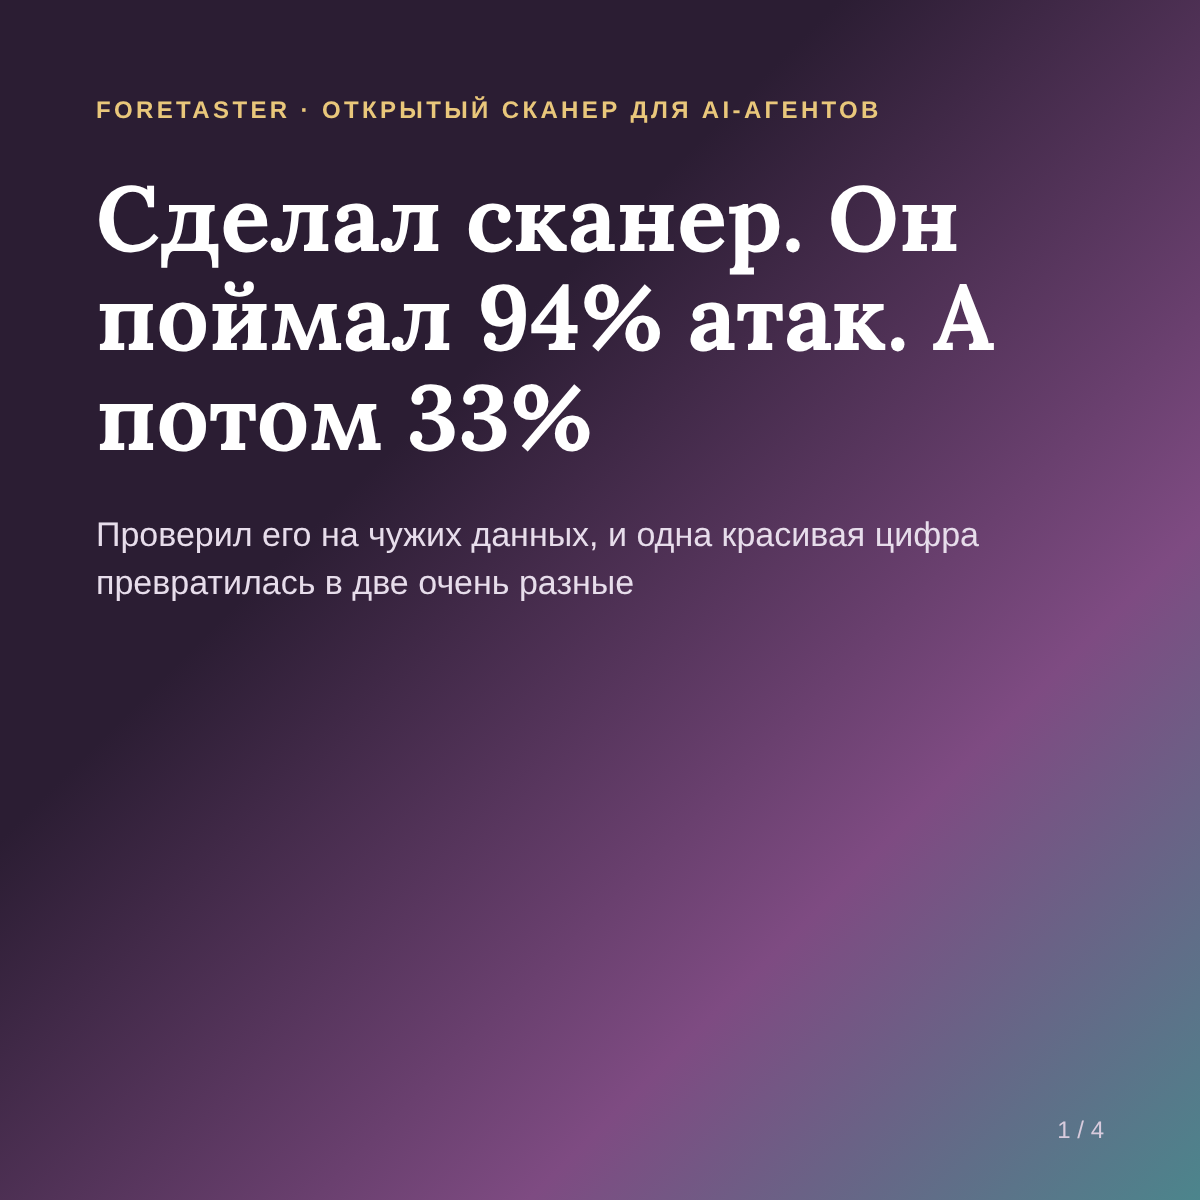 FORETASTER · ОТКРЫТЫЙ СКАНЕР ДЛЯ AI-АГЕНТОВ
Сделал сканер. Он
поймал 94% атак. А
потом 33%
Проверил его на чужих данных, и одна красивая цифра
превратилась в две очень разные
1 / 4